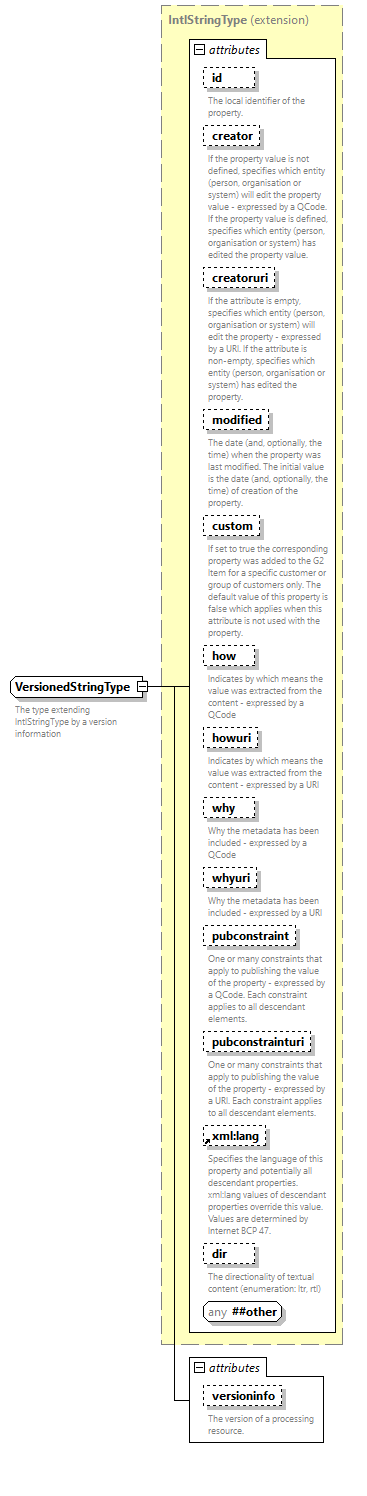 IntlStringType (extension)
attributes
id
The local identifier of the
property.
creator
If the property value is not
defined, specifies which entity
(person, organisation or
system) will edit the property
value - expressed by a QCode.
If the property value is defined,
specifies which entity (person,
organisation or system) has
edited the property value.
creatoruri
If the attribute is empty,
specifies which entity (person,
organisation or system) will
edit the property - expressed
by a URI. If the attribute is
non-empty, specifies which
entity (person, organisation or
system) has edited the
property.
modified
The date (and, optionally, the
time) when the property was
last modified. The initial value
is the date (and, optionally, the
time) of creation of the
property.
custom
If set to true the corresponding
property was added to the G2
Item for a specific customer or
group of customers only. The
default value of this property is
false which applies when this
attribute is not used with the
property.
how
Indicates by which means the
value was extracted from the
content - expressed by a
QCode
VersionedStringType
The type extending
IntlStringType by a version
information
howuri
Indicates by which means the
value was extracted from the
content - expressed by a URI
why
Why the metadata has been
included - expressed by a
QCode
whyuri
Why the metadata has been
included - expressed by a URI
pubconstraint
One or many constraints that
apply to publishing the value
of the property - expressed by
a QCode. Each constraint
applies to all descendant
elements.
pubconstrainturi
One or many constraints that
apply to publishing the value
of the property - expressed by
a URI. Each constraint applies
to all descendant elements.
xml:lang
Specifies the language of this
property and potentially all
descendant properties.
xml:lang values of descendant
properties override this value.
Values are determined by
Internet BCP 47.
dir
The directionality of textual
content (enumeration: ltr, rtl)
any ##other
attributes
versioninfo
The version of a processing
resource.